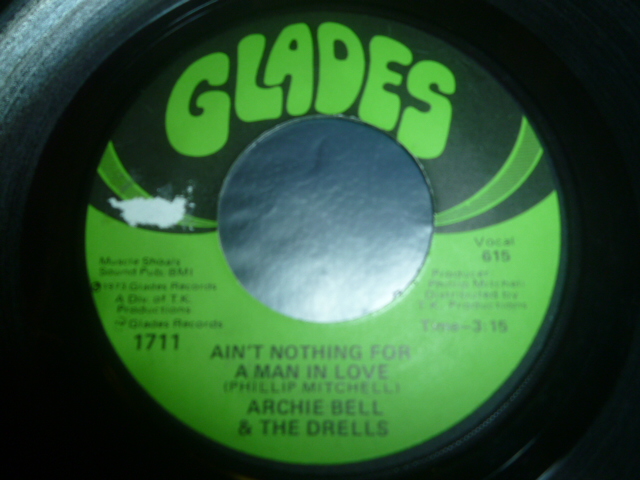 GLADES
Muscle Shoals
Sound Pub. BMI
℗1973 Glades Records
A Div. of T.K.
Productions
Glades Records
1711
Vocal
615
Producer:
Phillip Mitchell
Distributed by
T.K. Productions
Time-3:15
AIN'T NOTHING FOR
A MAN IN LOVE
(PHILLIP MITCHELL)
ARCHIE BELL
& THE DRELLS